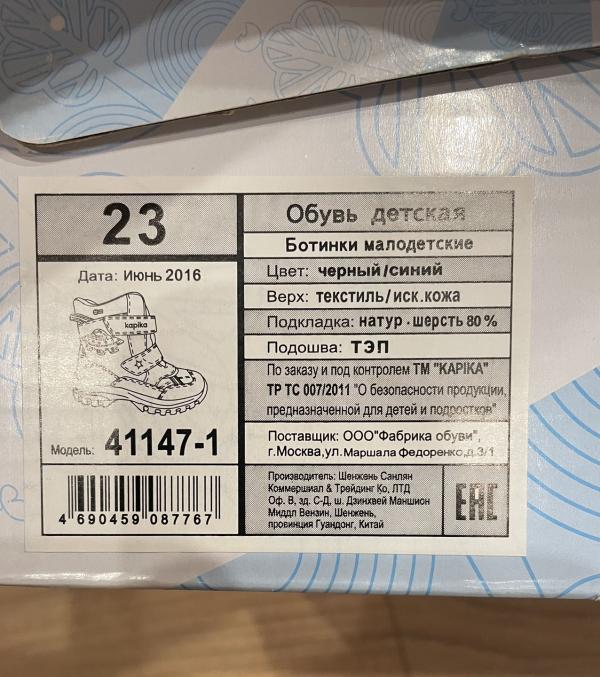 23
Дата: Июнь 2016
kapika
Модель: 41147-1
4 690459 087767
Обувь детская
Ботинки малодетские
Цвет: черный/синий
Верх: текстиль/иск.кожа
Подкладка: натур.шерсть 80%
Подошва: ТЭП
По заказу и под контролем ТМ "KAPIKA"
ТР ТС 007/2011 "О безопасности продукции,
предназначенной для детей и подростков"
Поставщик: ООО"Фабрика обуви",
г.Москва,ул.Маршала Федоренко,д.3/1
Производитель: Шенжень Санлян
Коммершиал & Трейдинг Ко, ЛТД
Оф. В, зд. С-Д, ш. Дзинхвей Маншион
Миддл Вензин, Шенжень,
провинция Гуандонг, Китай
EAC